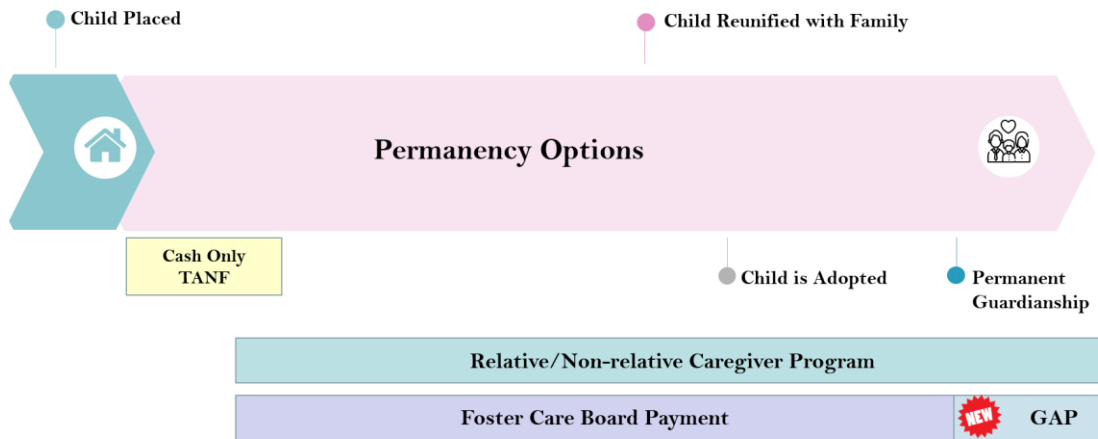 Child Placed
Child Reunified with Family
Permanency Options
Cash Only
TANF
Child is Adopted
Permanent
Guardianship
Relative/Non-relative Caregiver Program
Foster Care Board Payment
NEW
GAP